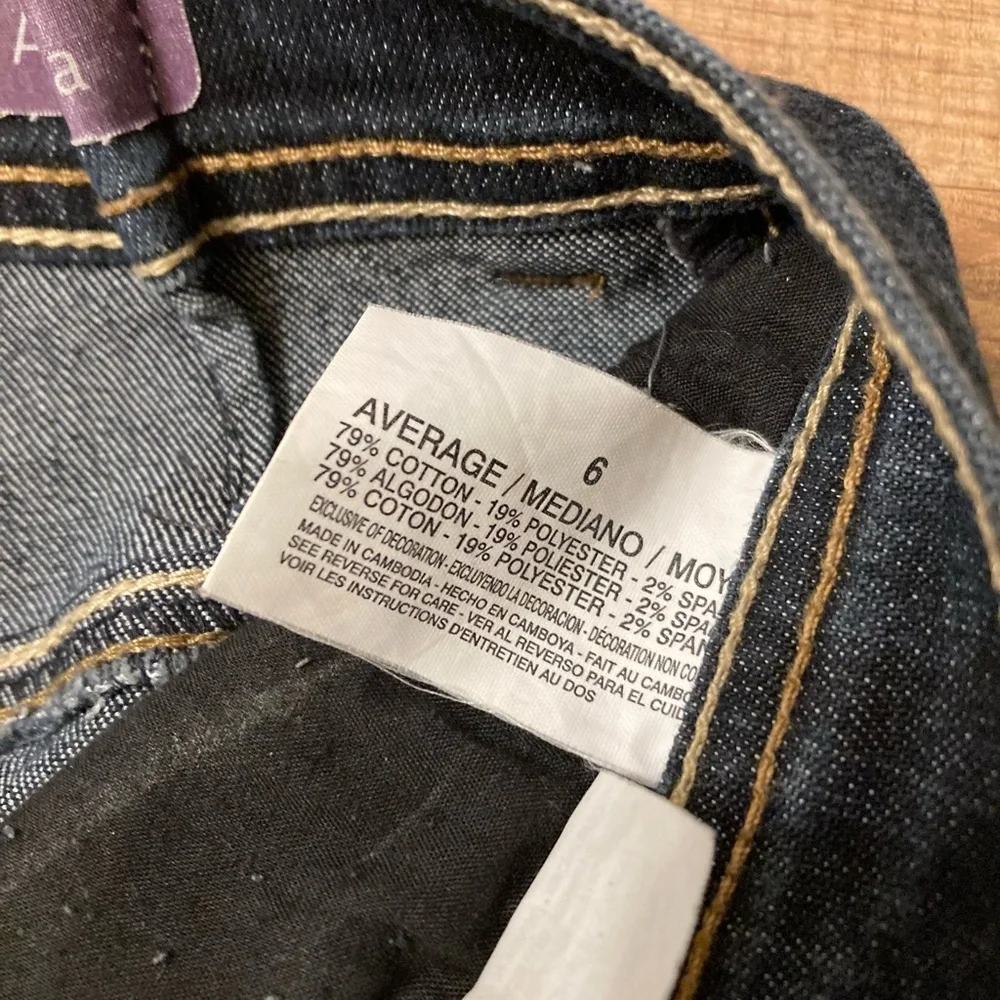 A
a
6
AVERAGE / MEDIANO / MOY
79% COTTON - 19% POLYESTER - 2% SPA
79% ALGODON - 19% POLIESTER - 2% SPA
79% COTON - 19% POLYESTER - 2% SPAN
EXCLUSIVE OF DECORATION - EXCLUYENDO LA DECORACION - DECORATION NON CO
MADE IN CAMBODIA - HECHO EN CAMBOYA - FAIT AU CAMBO
SEE REVERSE FOR CARE - VER AL REVERSO PARA EL CUID
VOIR LES INSTRUCTIONS D'ENTRETIEN AU DOS